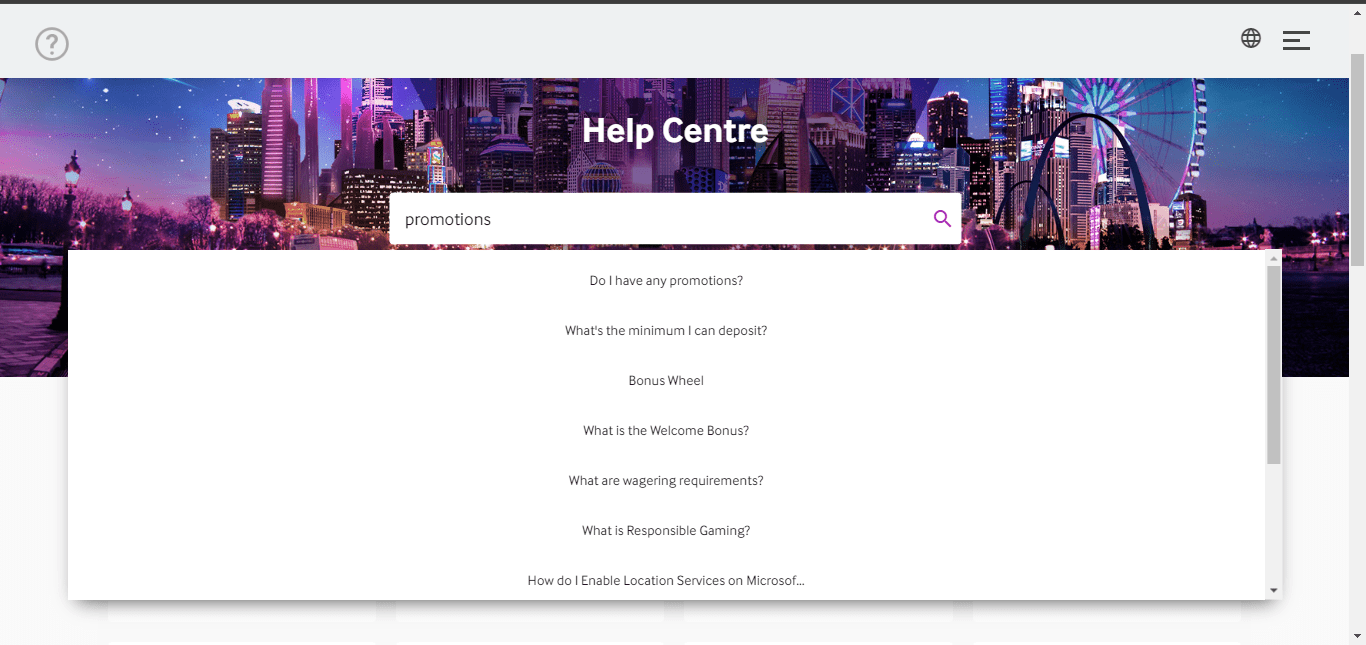 Help Centre
promotions
Do I have any promotions?
What's the minimum I can deposit?
Bonus Wheel
What is the Welcome Bonus?
What are wagering requirements?
What is Responsible Gaming?
How do I Enable Location Services on Microsof...